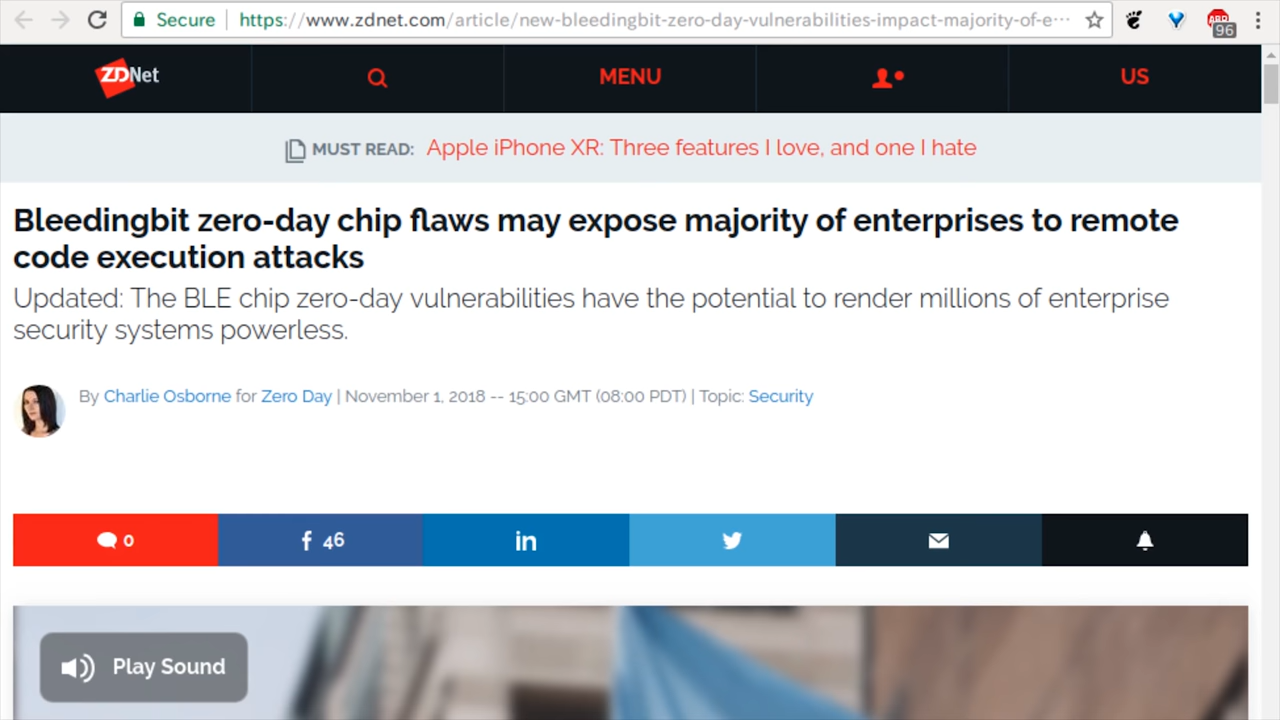 Secure https://www.zdnet.com/article/new-bleedingbit-zero-day-vulnerabilities-impact-majority-of-e···
ABP
96
ZDNet MENU US
MUST READ: Apple iPhone XR: Three features I love, and one I hate
Bleedingbit zero-day chip flaws may expose majority of enterprises to remote
code execution attacks
Updated: The BLE chip zero-day vulnerabilities have the potential to render millions of enterprise
security systems powerless.
By Charlie Osborne for Zero Day | November 1, 2018 -- 15:00 GMT (08:00 PDT) | Topic: Security
0 f 46 in
Play Sound